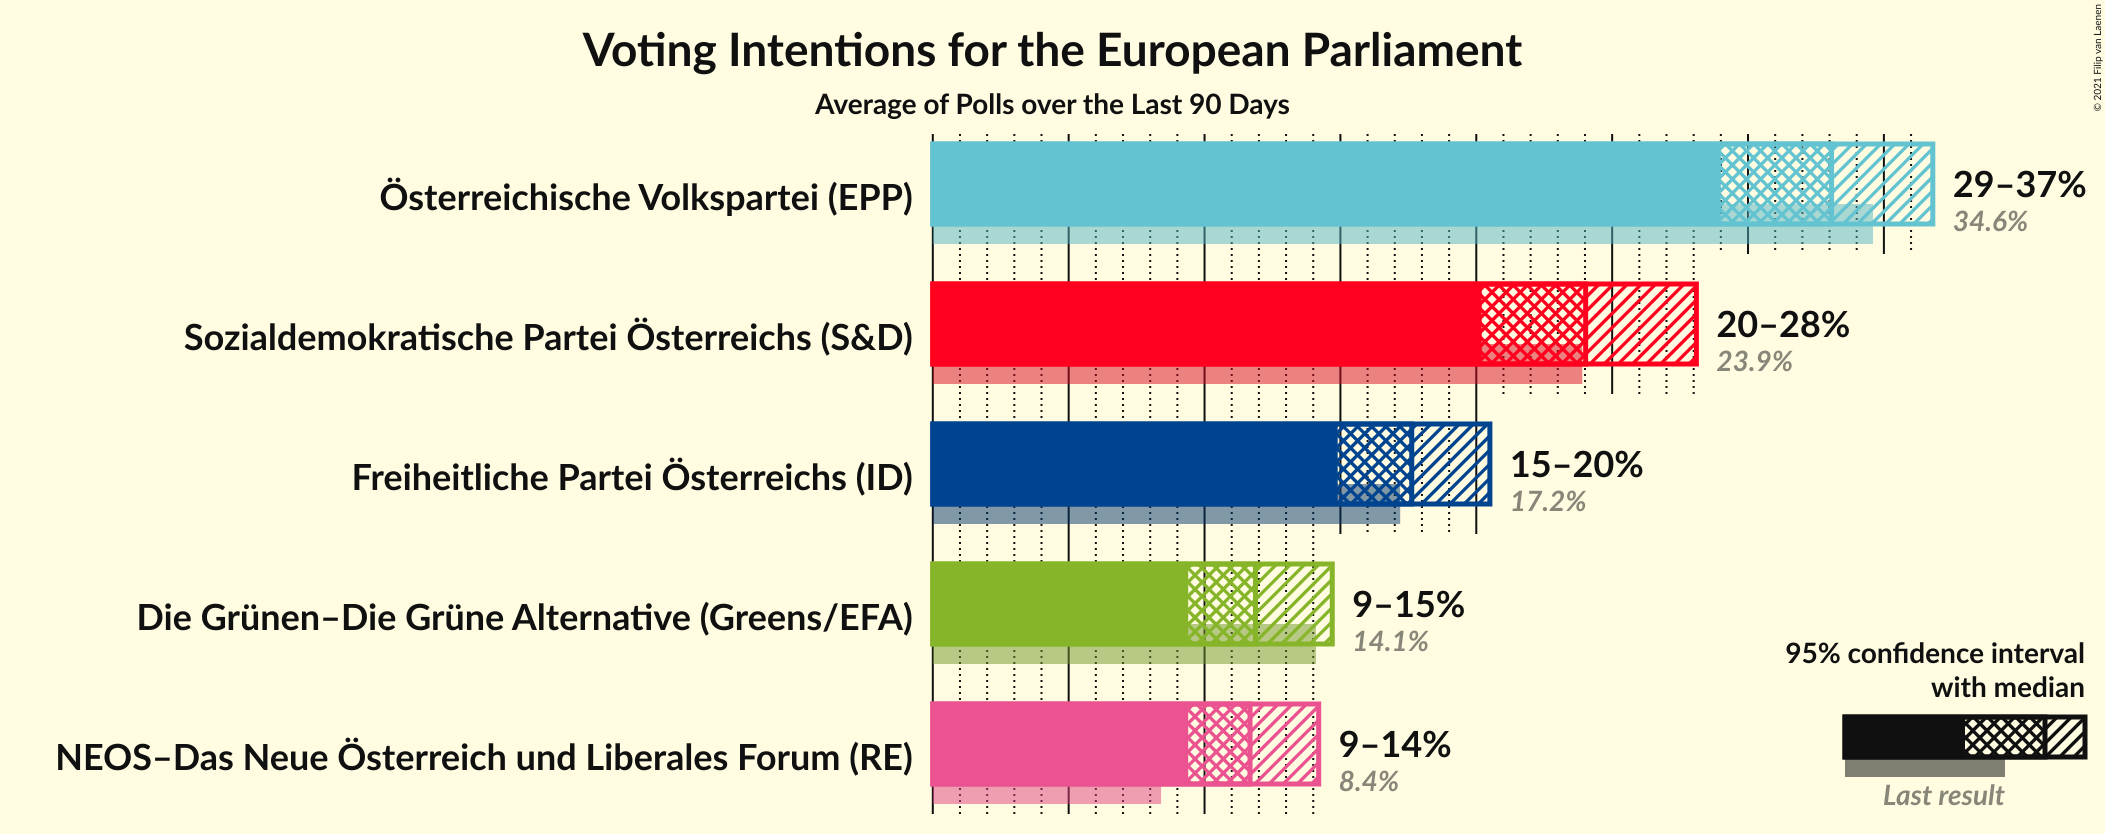 Voting Intentions for the European Parliament
Average of Polls over the Last 90 Days
© 2021 Filip van Laenen
Österreichische Volkspartei (EPP)
29–37%
34.6%
Sozialdemokratische Partei Österreichs (S&D)
20–28%
23.9%
Freiheitliche Partei Österreichs (ID)
15–20%
17.2%
Die Grünen–Die Grüne Alternative (Greens/EFA)
9–15%
14.1%
NEOS–Das Neue Österreich und Liberales Forum (RE)
9–14%
8.4%
95% confidence interval
with median
Last result